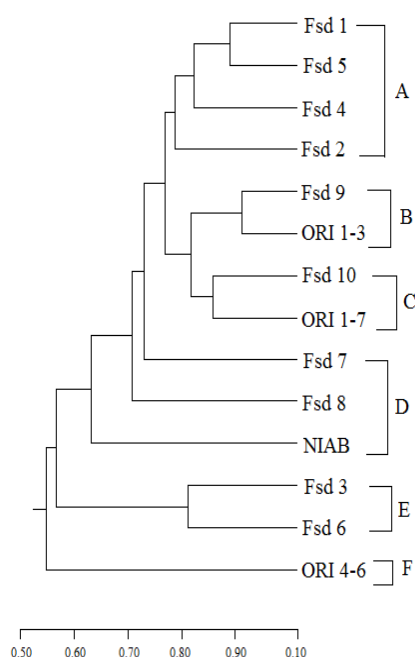 Fsd 1
Fsd 5
A
Fsd 4
Fsd 2
Fsd 9
B
ORI 1-3
Fsd 10
C
ORI 1-7
Fsd 7
D
Fsd 8
NIAB
Fsd 3
E
Fsd 6
ORI 4-6 F
0.50 0.60 0.70 0.80 0.90 0.10